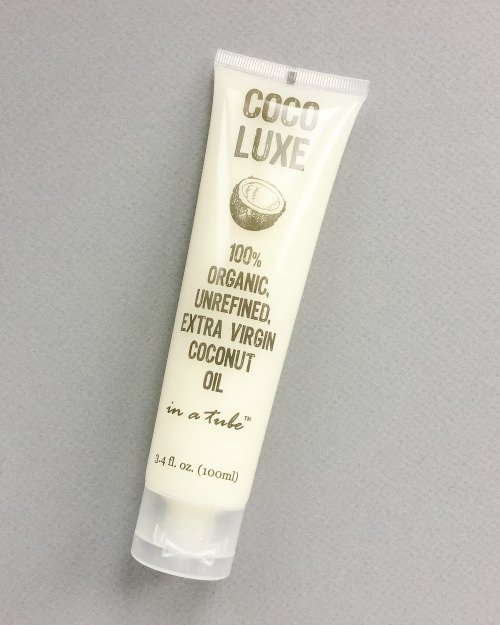 COCO
LUXE
100%
ORGANIC,
UNREFINED,
EXTRA VIRGIN
COCONUT
OIL
in a tube™
3.4 fl. oz. (100ml)